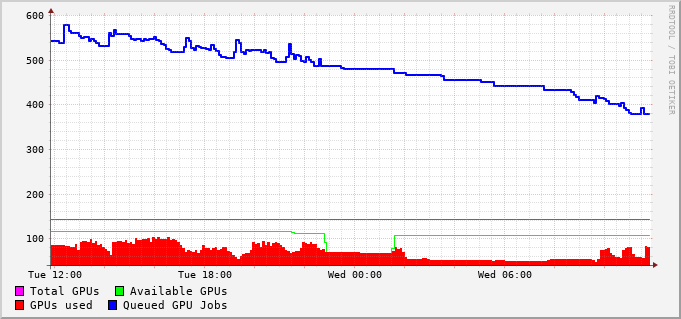 RRDTOOL / TOBI OETIKER
600
500
400
300
200
100
Tue 12:00 Tue 18:00 Wed 00:00 Wed 06:00
Total GPUs Available GPUs
GPUs used Queued GPU Jobs